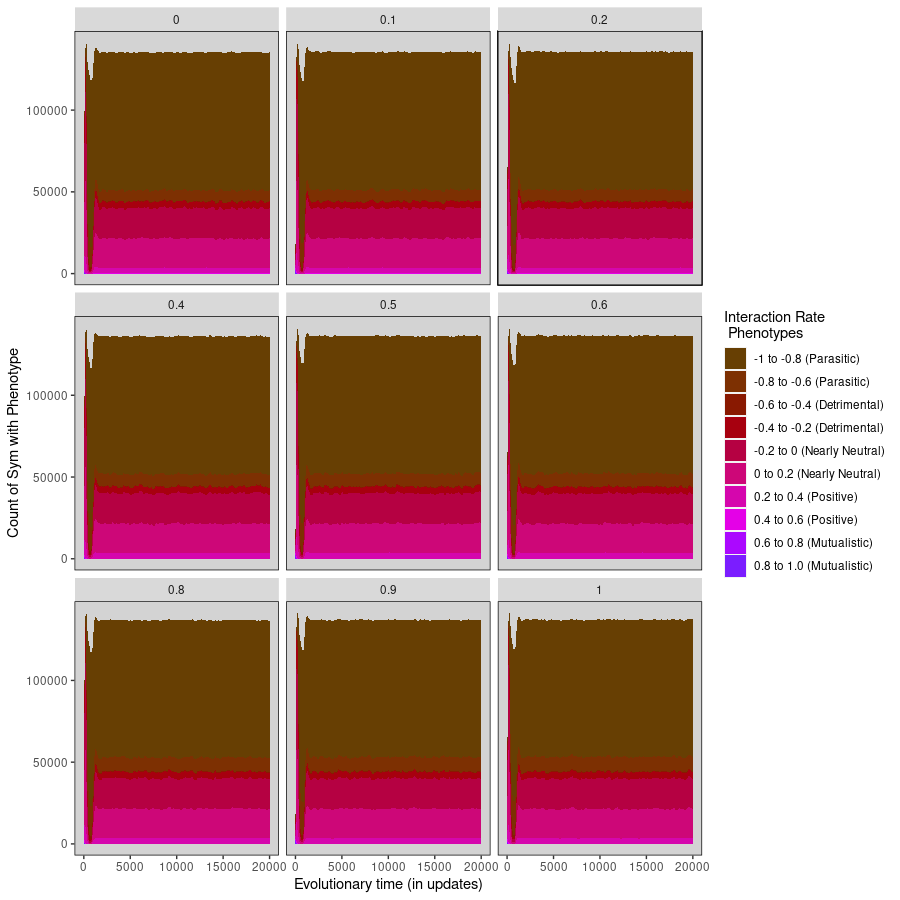 0 0.1 0.2
100000
50000
0
0.4 0.5 0.6
100000
50000
0
0.8 0.9 1
100000
50000
0
0 5000 10000 15000 20000 0 5000 10000 15000 20000 0 5000 10000 15000 20000
Evolutionary time (in updates)
Count of Sym with Phenotype
Interaction Rate
Phenotypes
-1 to -0.8 (Parasitic)
-0.8 to -0.6 (Parasitic)
-0.6 to -0.4 (Detrimental)
-0.4 to -0.2 (Detrimental)
-0.2 to 0 (Nearly Neutral)
0 to 0.2 (Nearly Neutral)
0.2 to 0.4 (Positive)
0.4 to 0.6 (Positive)
0.6 to 0.8 (Mutualistic)
0.8 to 1.0 (Mutualistic)